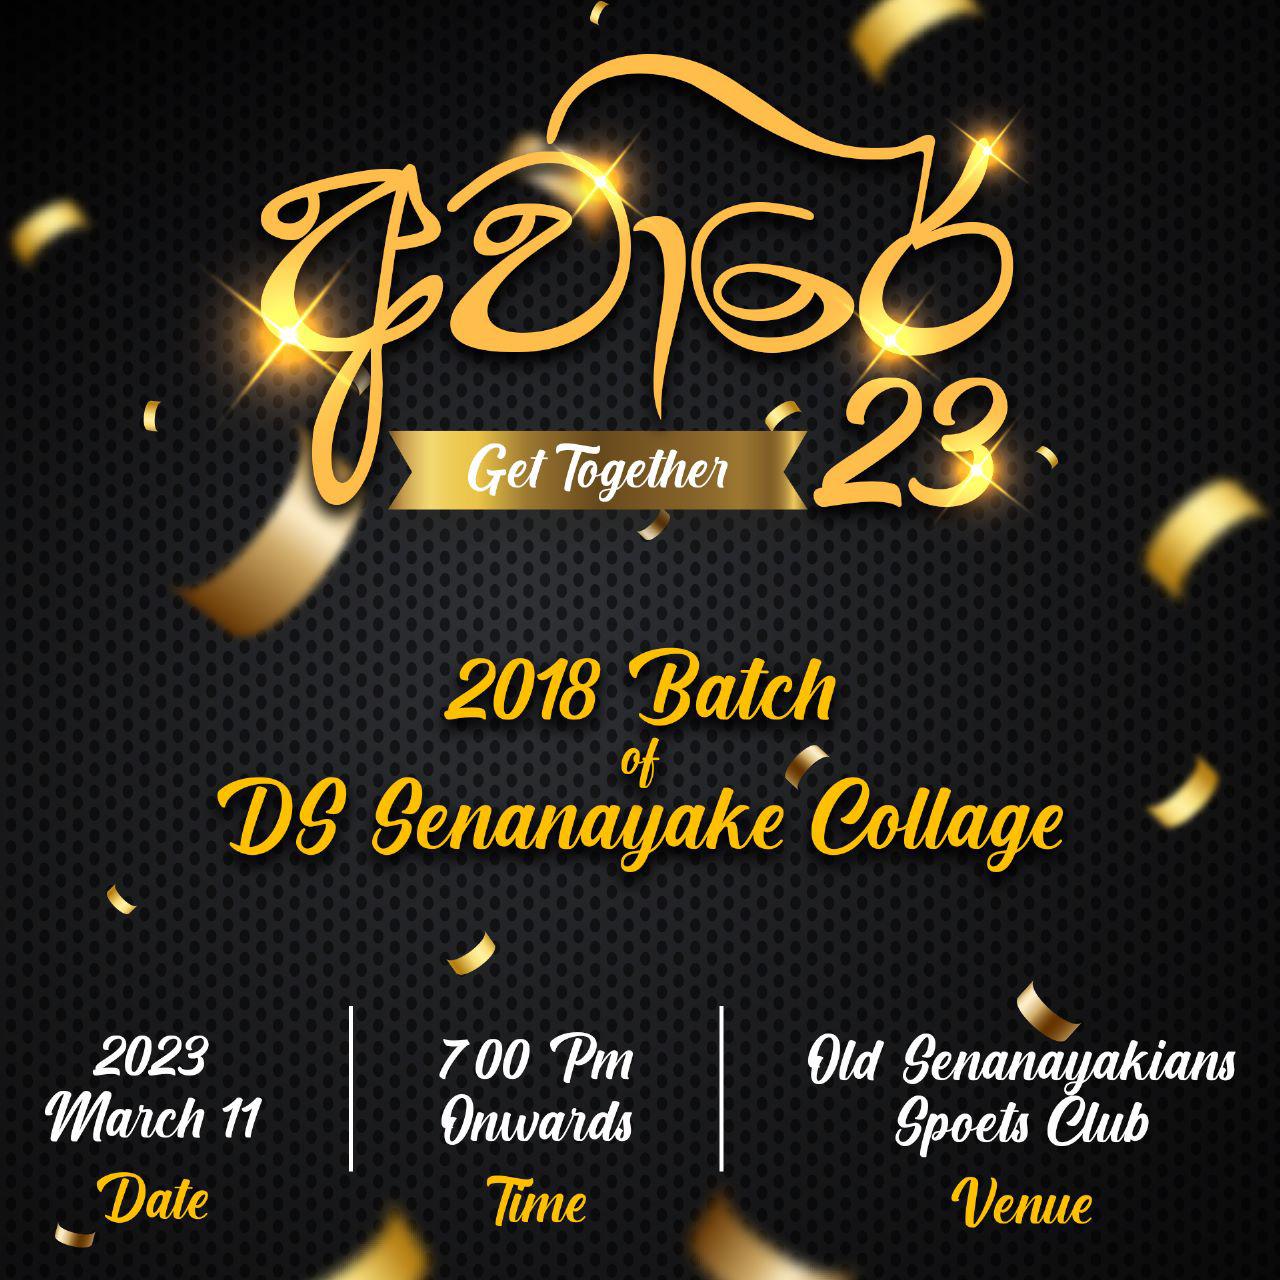 අවාරේ
23
Get Together
2018 Batch
of
DS Senanayake Collage
2023
March 11
Date
7 00 Pm
Onwards
Time
Old Senanayakians
Spoets Club
Venue